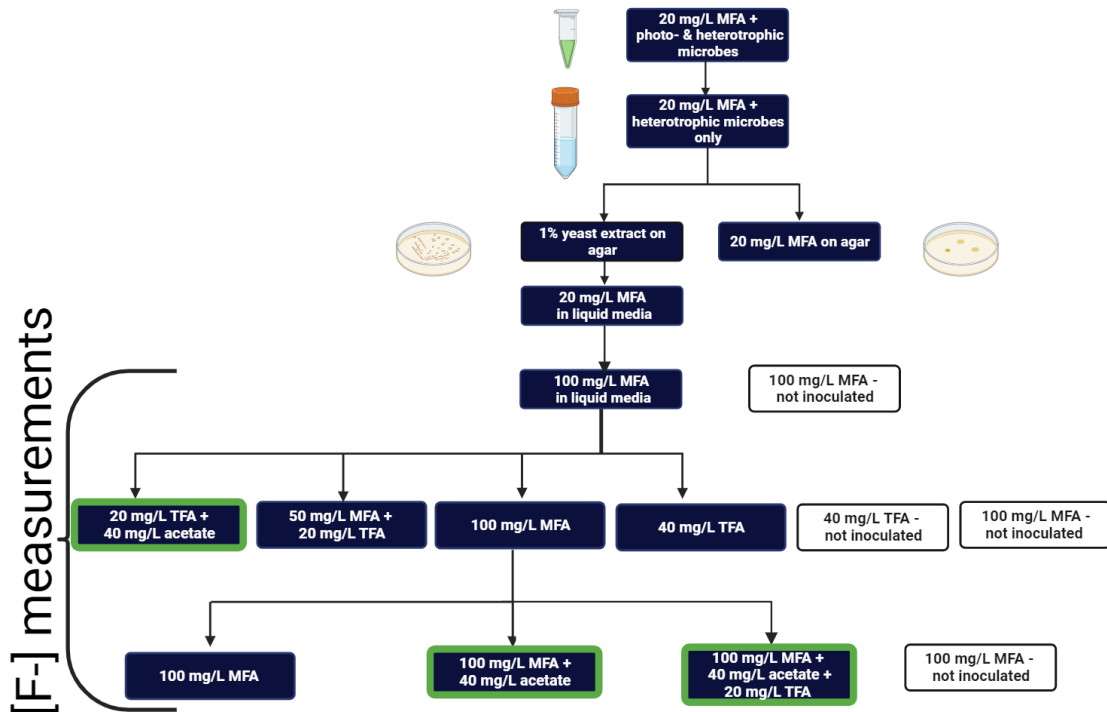 20 mg/L MFA +
photo- & heterotrophic
microbes
20 mg/L MFA +
heterotrophic microbes
only
1% yeast extract on
agar
20 mg/L MFA on agar
20 mg/L MFA
in liquid media
[F-] measurements
100 mg/L MFA
in liquid media
100 mg/L MFA -
not inoculated
20 mg/L TFA +
40 mg/L acetate
50 mg/L MFA +
20 mg/L TFA
100 mg/L MFA
40 mg/L TFA
40 mg/L TFA -
not inoculated
100 mg/L MFA -
not inoculated
100 mg/L MFA
100 mg/L MFA +
40 mg/L acetate
100 mg/L MFA +
40 mg/L acetate +
20 mg/L TFA
100 mg/L MFA -
not inoculated